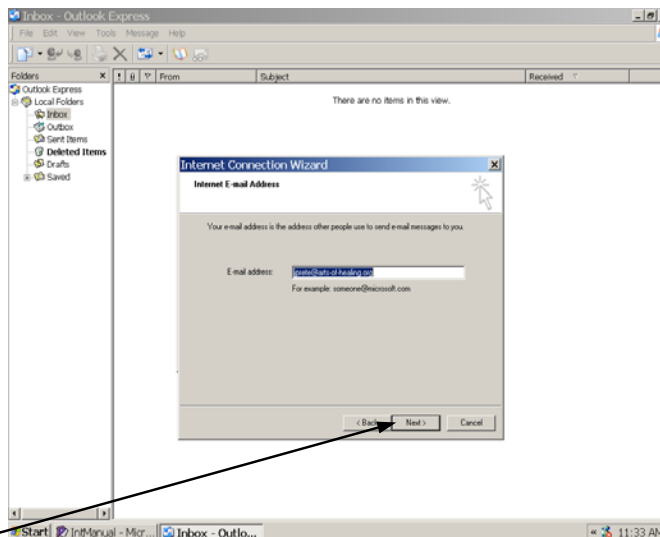 Inbox - Outlook Express
File Edit View Tools Message Help
Folders x ! From Subject Received
Outlook Express
Local Folders
Inbox
Outbox
Sent Items
Deleted Items
Drafts
Saved
There are no items in this view.
Internet Connection Wizard
Internet E-mail Address
Your e-mail address is the address other people use to send e-mail messages to you.
E-mail address:
For example: someone@microsoft.com
< Back Next > Cancel
Start IntManual - Micr... Inbox - Outlo... « 11:33 AM